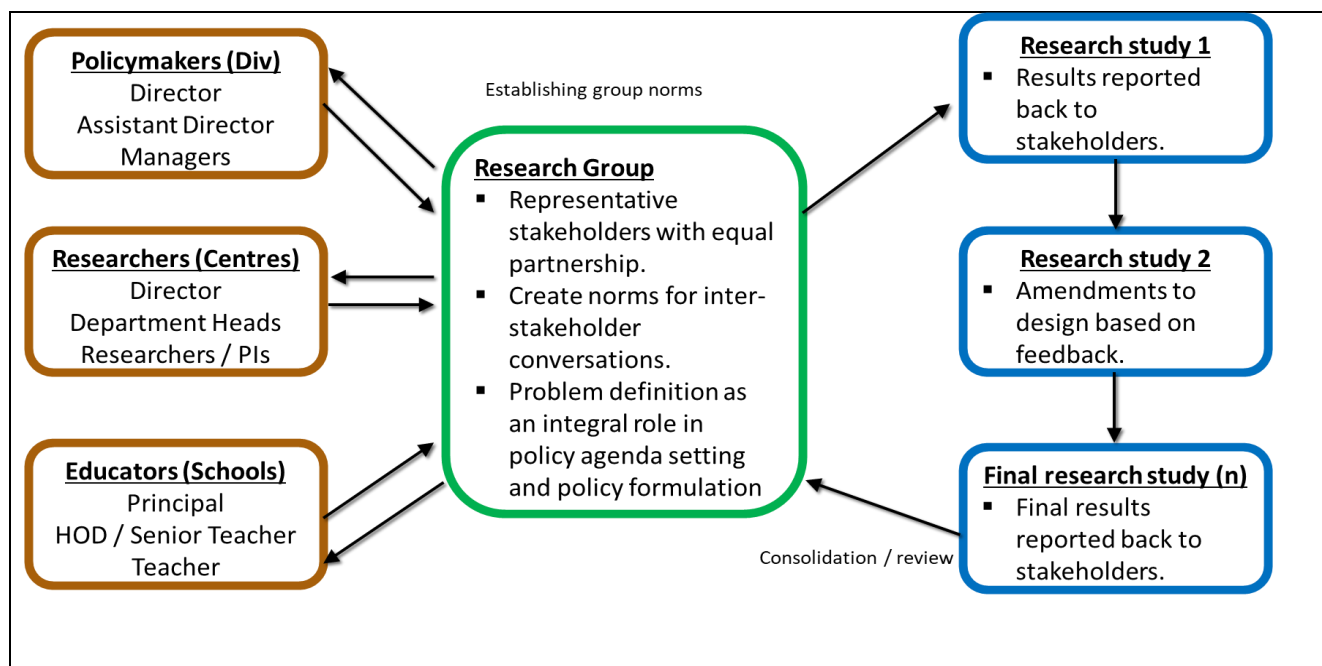 Policymakers (Div)
Director
Assistant Director
Managers
Researchers (Centres)
Director
Department Heads
Researchers / PIs
Educators (Schools)
Principal
HOD / Senior Teacher
Teacher
Establishing group norms
Research Group
▪ Representative
stakeholders with equal
partnership.
▪ Create norms for inter-
stakeholder
conversations.
▪ Problem definition as
an integral role in
policy agenda setting
and policy formulation
Research study 1
▪ Results reported
back to
stakeholders.
Research study 2
▪ Amendments to
design based on
feedback.
Final research study (n)
▪ Final results
reported back to
stakeholders.
Consolidation / review